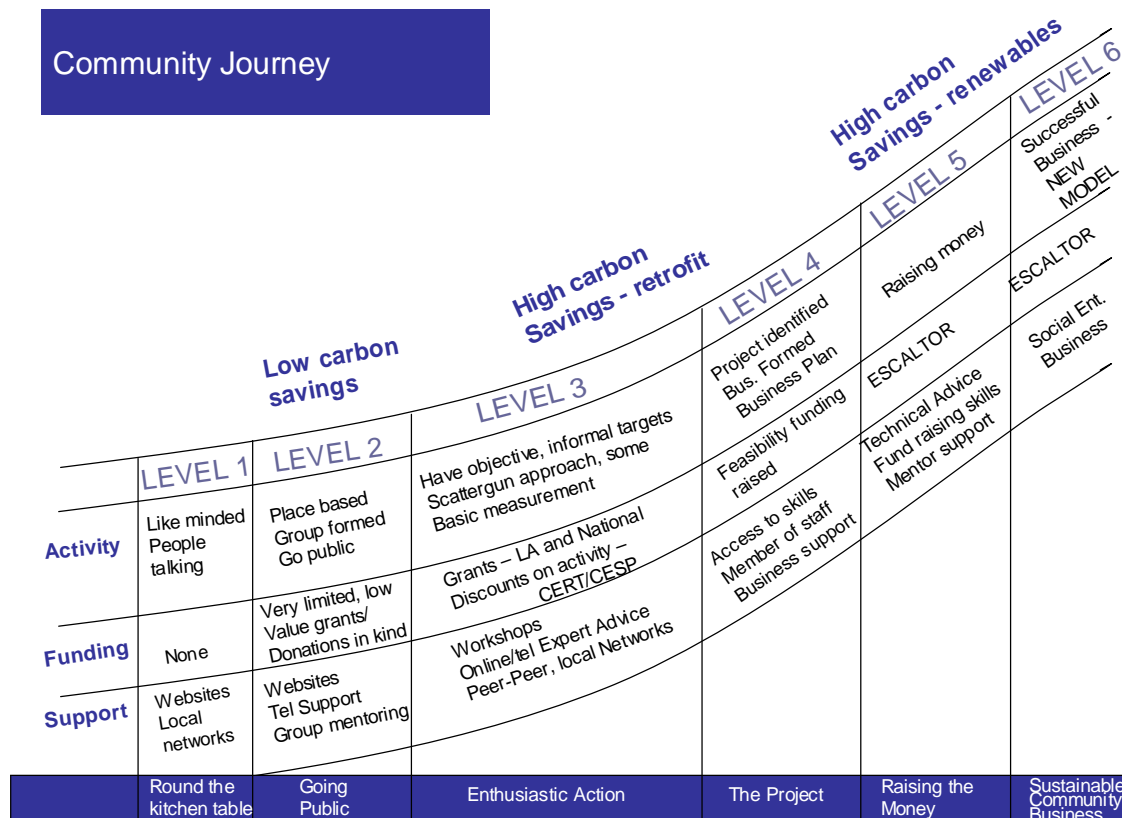 Community Journey
Low carbon
savings
High carbon
Savings - retrofit
High carbon
Savings - renewables
LEVEL 1
LEVEL 2
LEVEL 3
LEVEL 4
LEVEL 5
LEVEL 6
Activity
Like minded
People
talking
Place based
Group formed
Go public
Have objective, informal targets
Scattergun approach, some
Basic measurement
Project identified
Bus. Formed
Business Plan
Raising money
Successful
Business -
NEW
MODEL
Funding
None
Very limited, low
Value grants/
Donations in kind
Grants – LA and National
Discounts on activity –
CERT/CESP
Feasibility funding
raised
ESCALTOR
ESCALTOR
Support
Websites
Local
networks
Websites
Tel Support
Group mentoring
Workshops
Online/tel Expert Advice
Peer-Peer, local Networks
Access to skills
Member of staff
Business support
Technical Advice
Fund raising skills
Mentor support
Social Ent.
Business
Round the
kitchen table
Going
Public
Enthusiastic Action
The Project
Raising the
Money
Sustainable
Community
Business